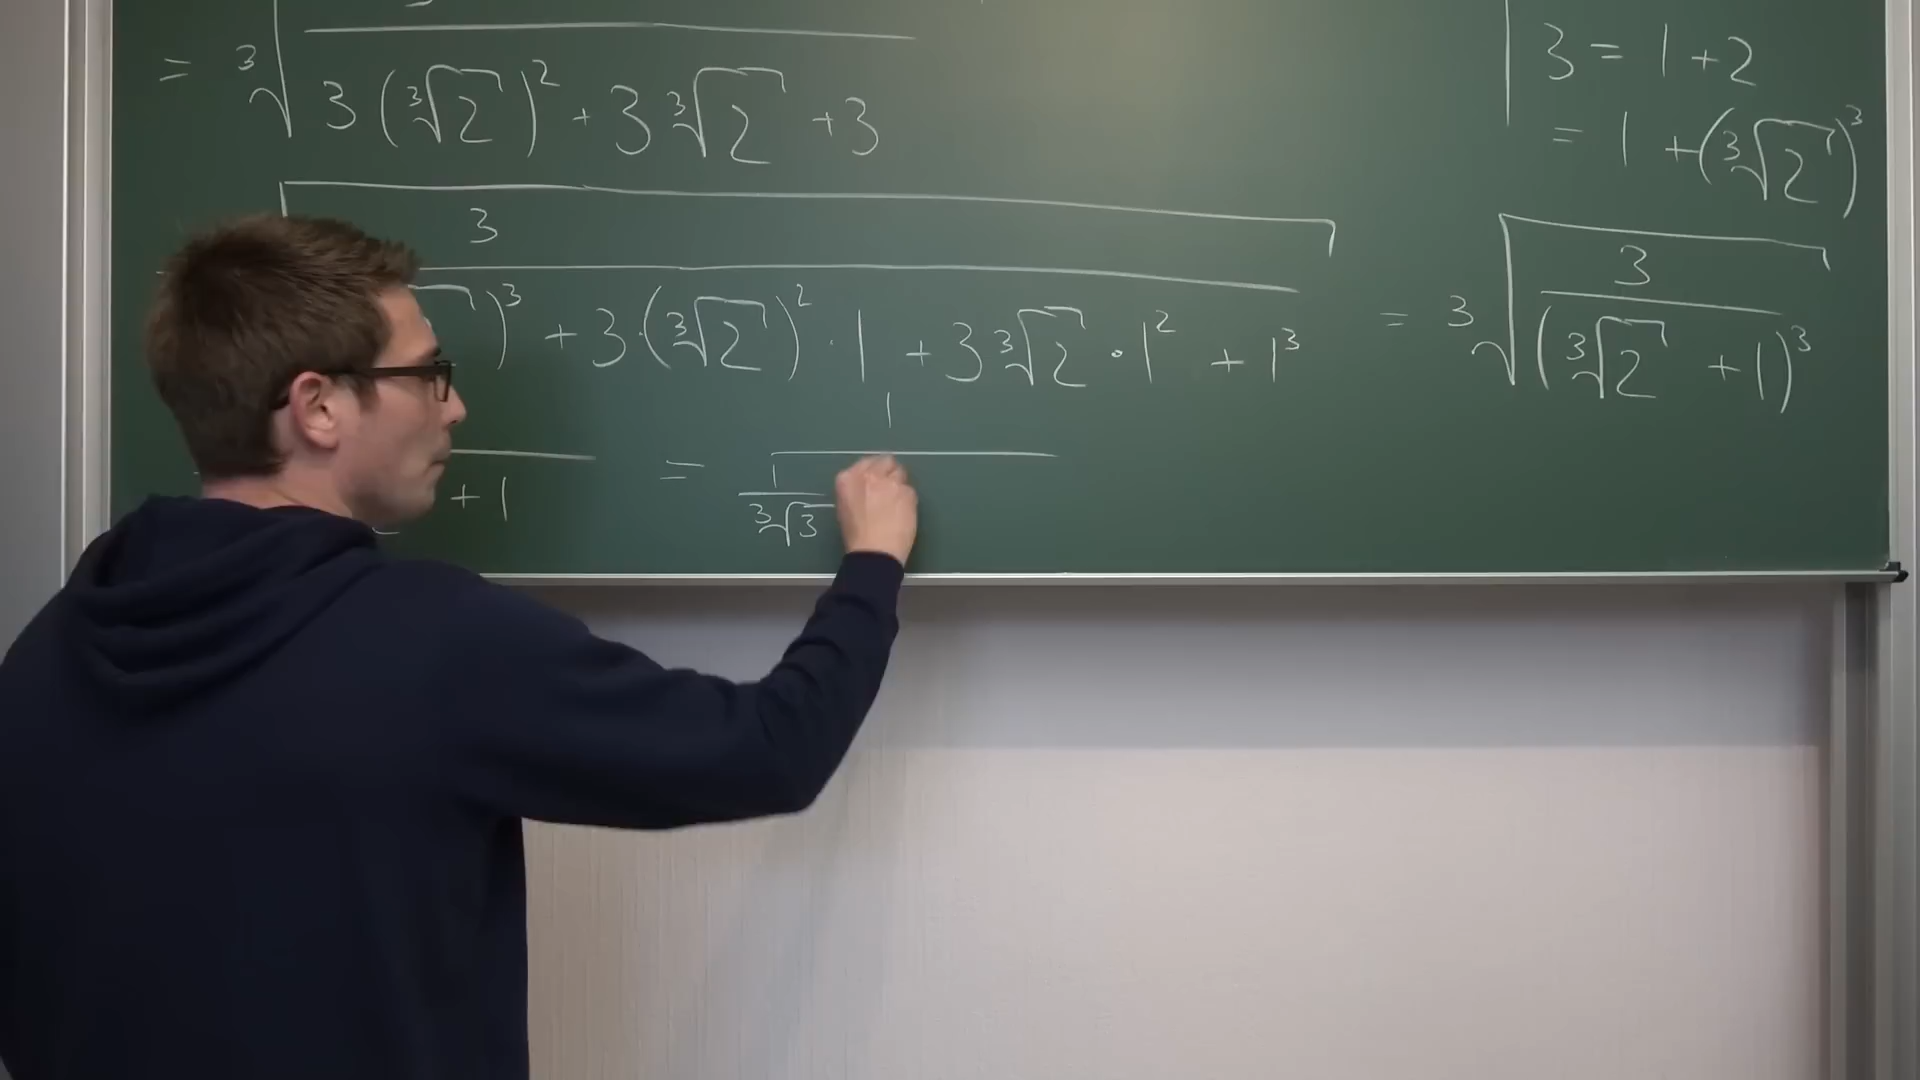 3 = 1 + 2
= ∛ 3(∛2)² + 3∛2 + 3
= 1 + (∛2)³
3
)³ + 3·(∛2)²·1 + 3∛2·1² + 1³
= ∛(3/(∛2 + 1)³)
+ 1 = 1
1
∛3